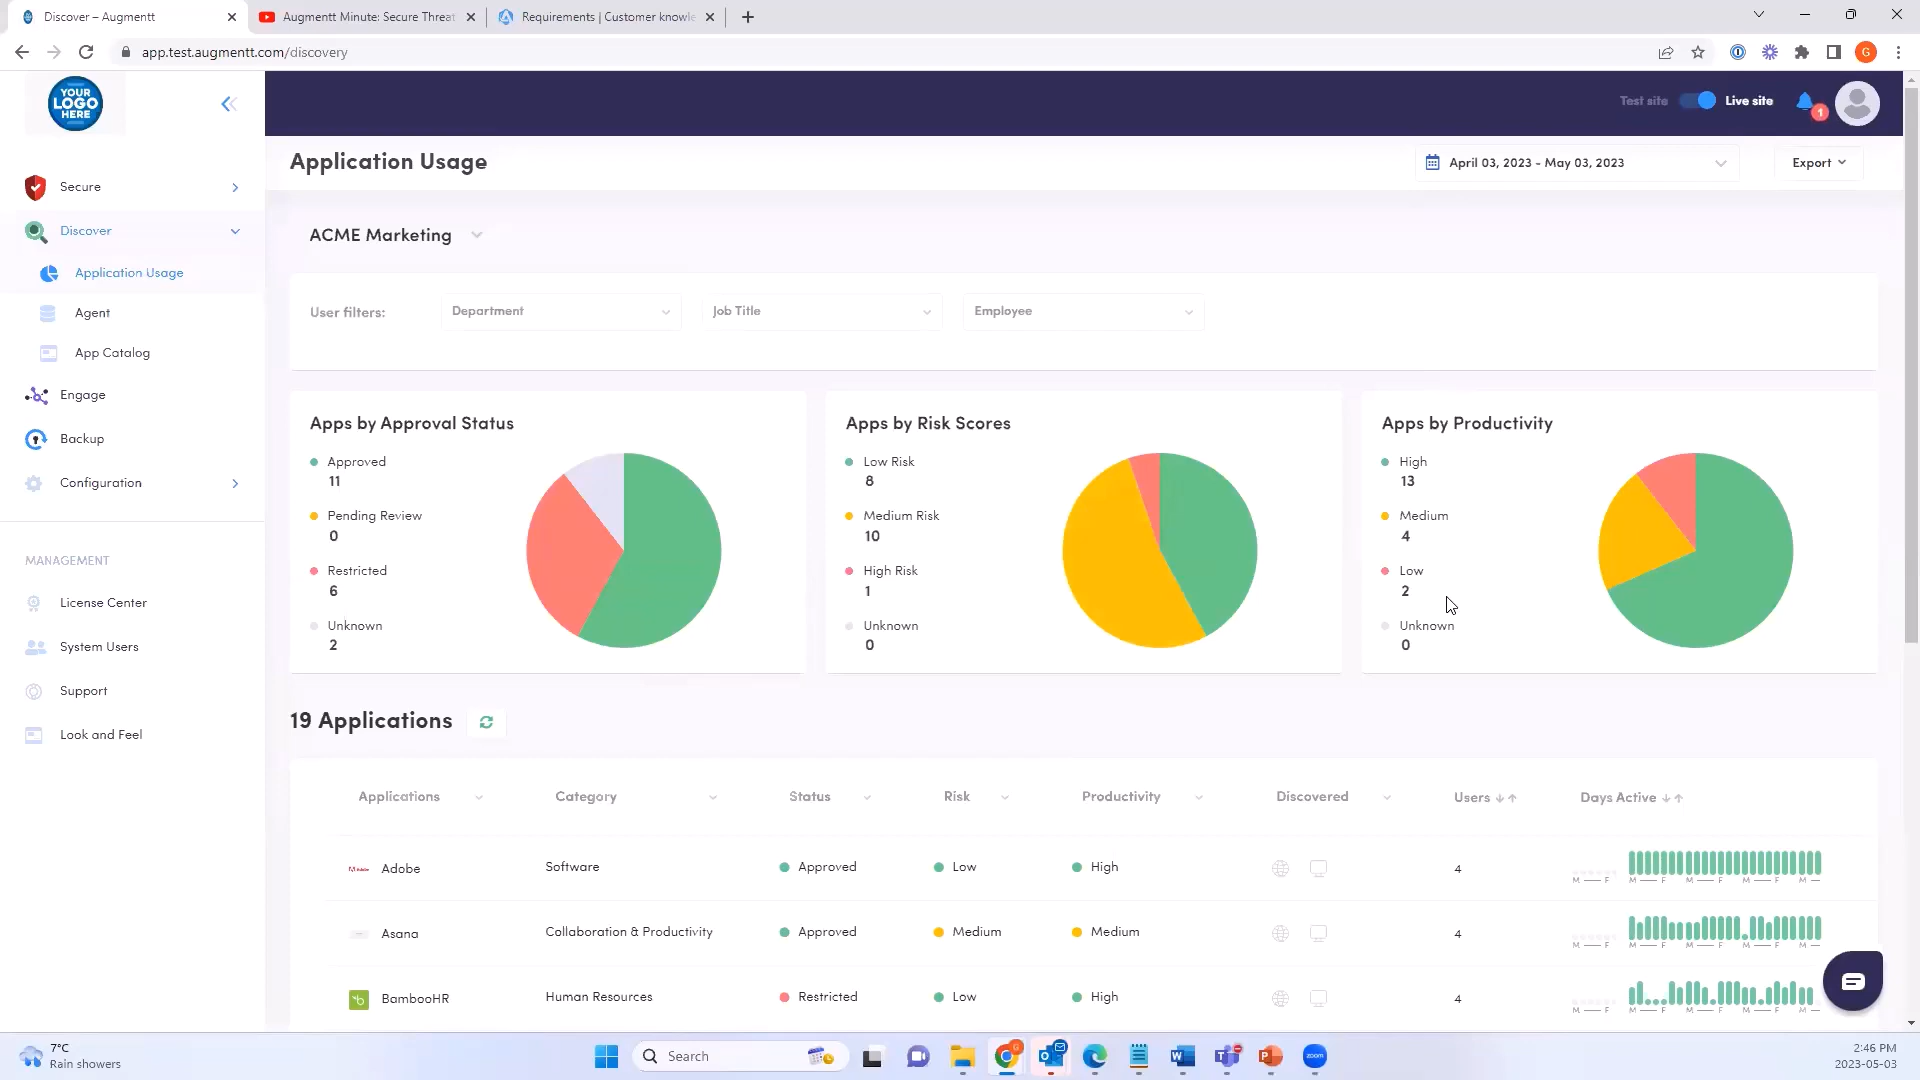 Discover – Augmentt
Augmentt Minute: Secure Threat
Requirements | Customer knowle
app.test.augmentt.com/discovery
G
YOUR
LOGO
HERE
Test site
Live site
1
Application Usage
April 03, 2023 - May 03, 2023
Export
Secure
Discover
Application Usage
Agent
App Catalog
Engage
Backup
Configuration
MANAGEMENT
License Center
System Users
Support
Look and Feel
ACME Marketing
User filters:
Department
Job Title
Employee
Apps by Approval Status
Approved
11
Pending Review
0
Restricted
6
Unknown
2
Apps by Risk Scores
Low Risk
8
Medium Risk
10
High Risk
1
Unknown
0
Apps by Productivity
High
13
Medium
4
Low
2
Unknown
0
19 Applications
Applications Category Status Risk Productivity Discovered Users Days Active
Adobe Software Approved Low High 4
M F M F M F M F M
Asana Collaboration & Productivity Approved Medium Medium 4
M F M F M F M F M
BambooHR Human Resources Restricted Low High 4
M F M F M F M F M
7°C
Rain showers
Search
zoom
2:46 PM
2023-05-03